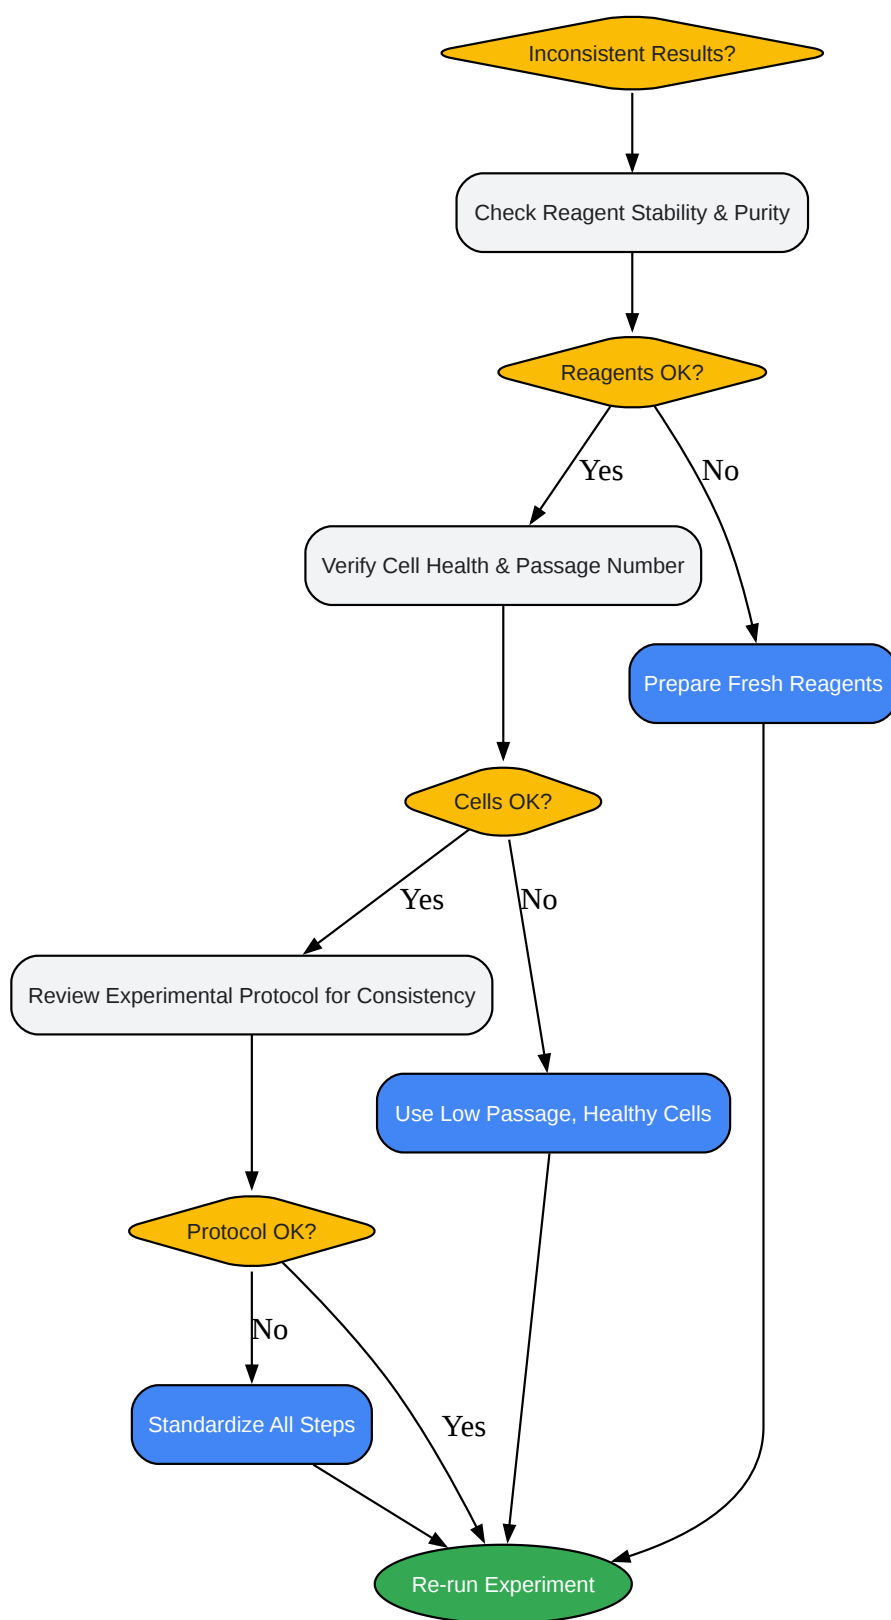 Inconsistent Results?
Check Reagent Stability & Purity
Reagents OK?
Yes
No
Verify Cell Health & Passage Number
Prepare Fresh Reagents
Cells OK?
Yes
No
Review Experimental Protocol for Consistency
Use Low Passage, Healthy Cells
Protocol OK?
No
Yes
Standardize All Steps
Re-run Experiment